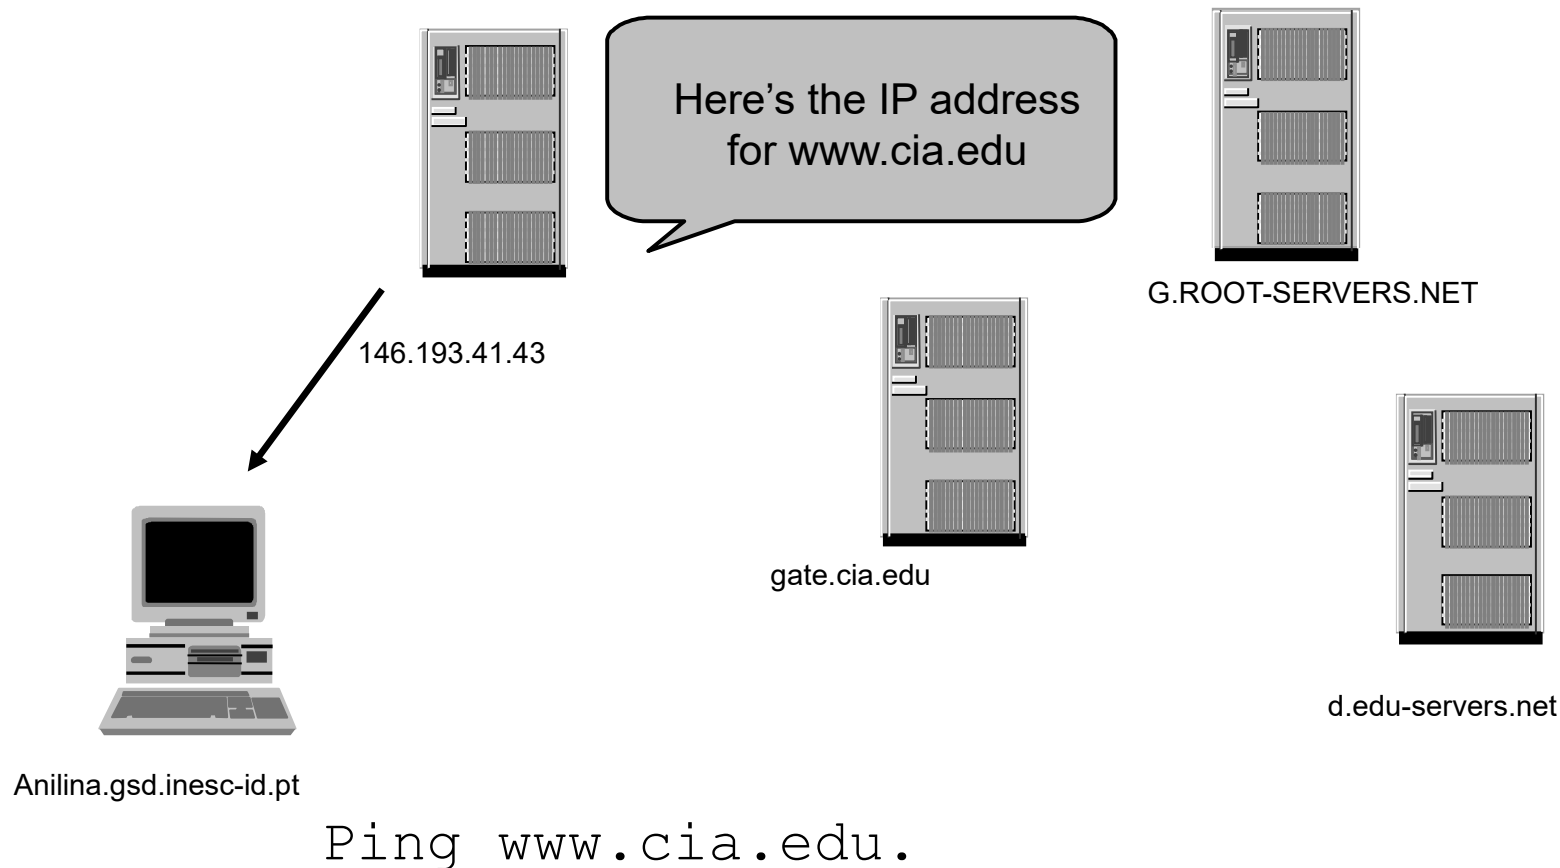 Here’s the IP address
for www.cia.edu
G.ROOT-SERVERS.NET
146.193.41.43
gate.cia.edu
d.edu-servers.net
Anilina.gsd.inesc-id.pt
Ping www.cia.edu.